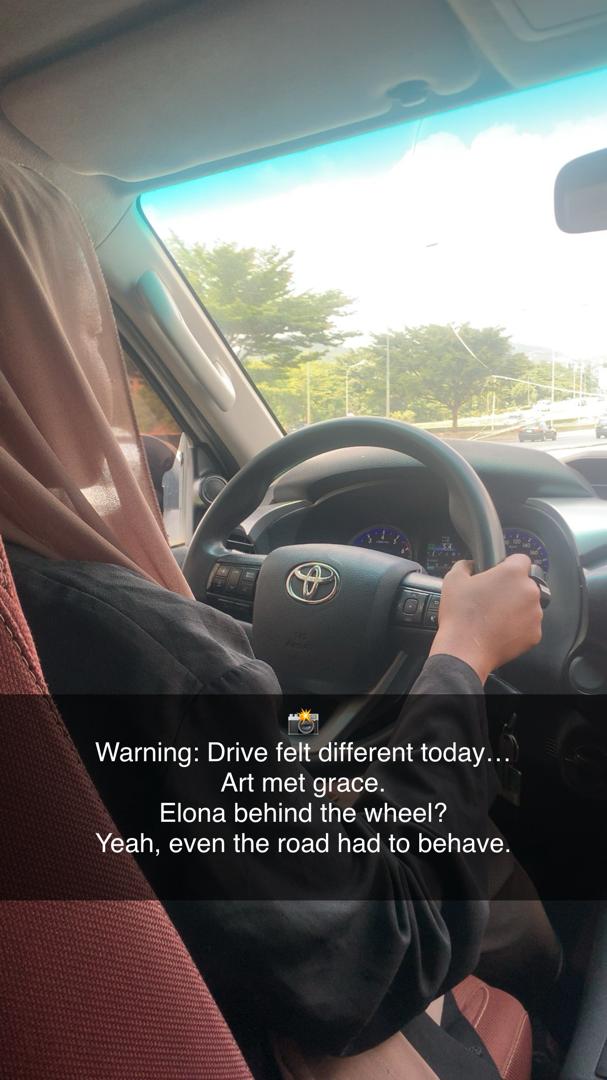 Warning: Drive felt different today…
Art met grace.
Elona behind the wheel?
Yeah, even the road had to behave.